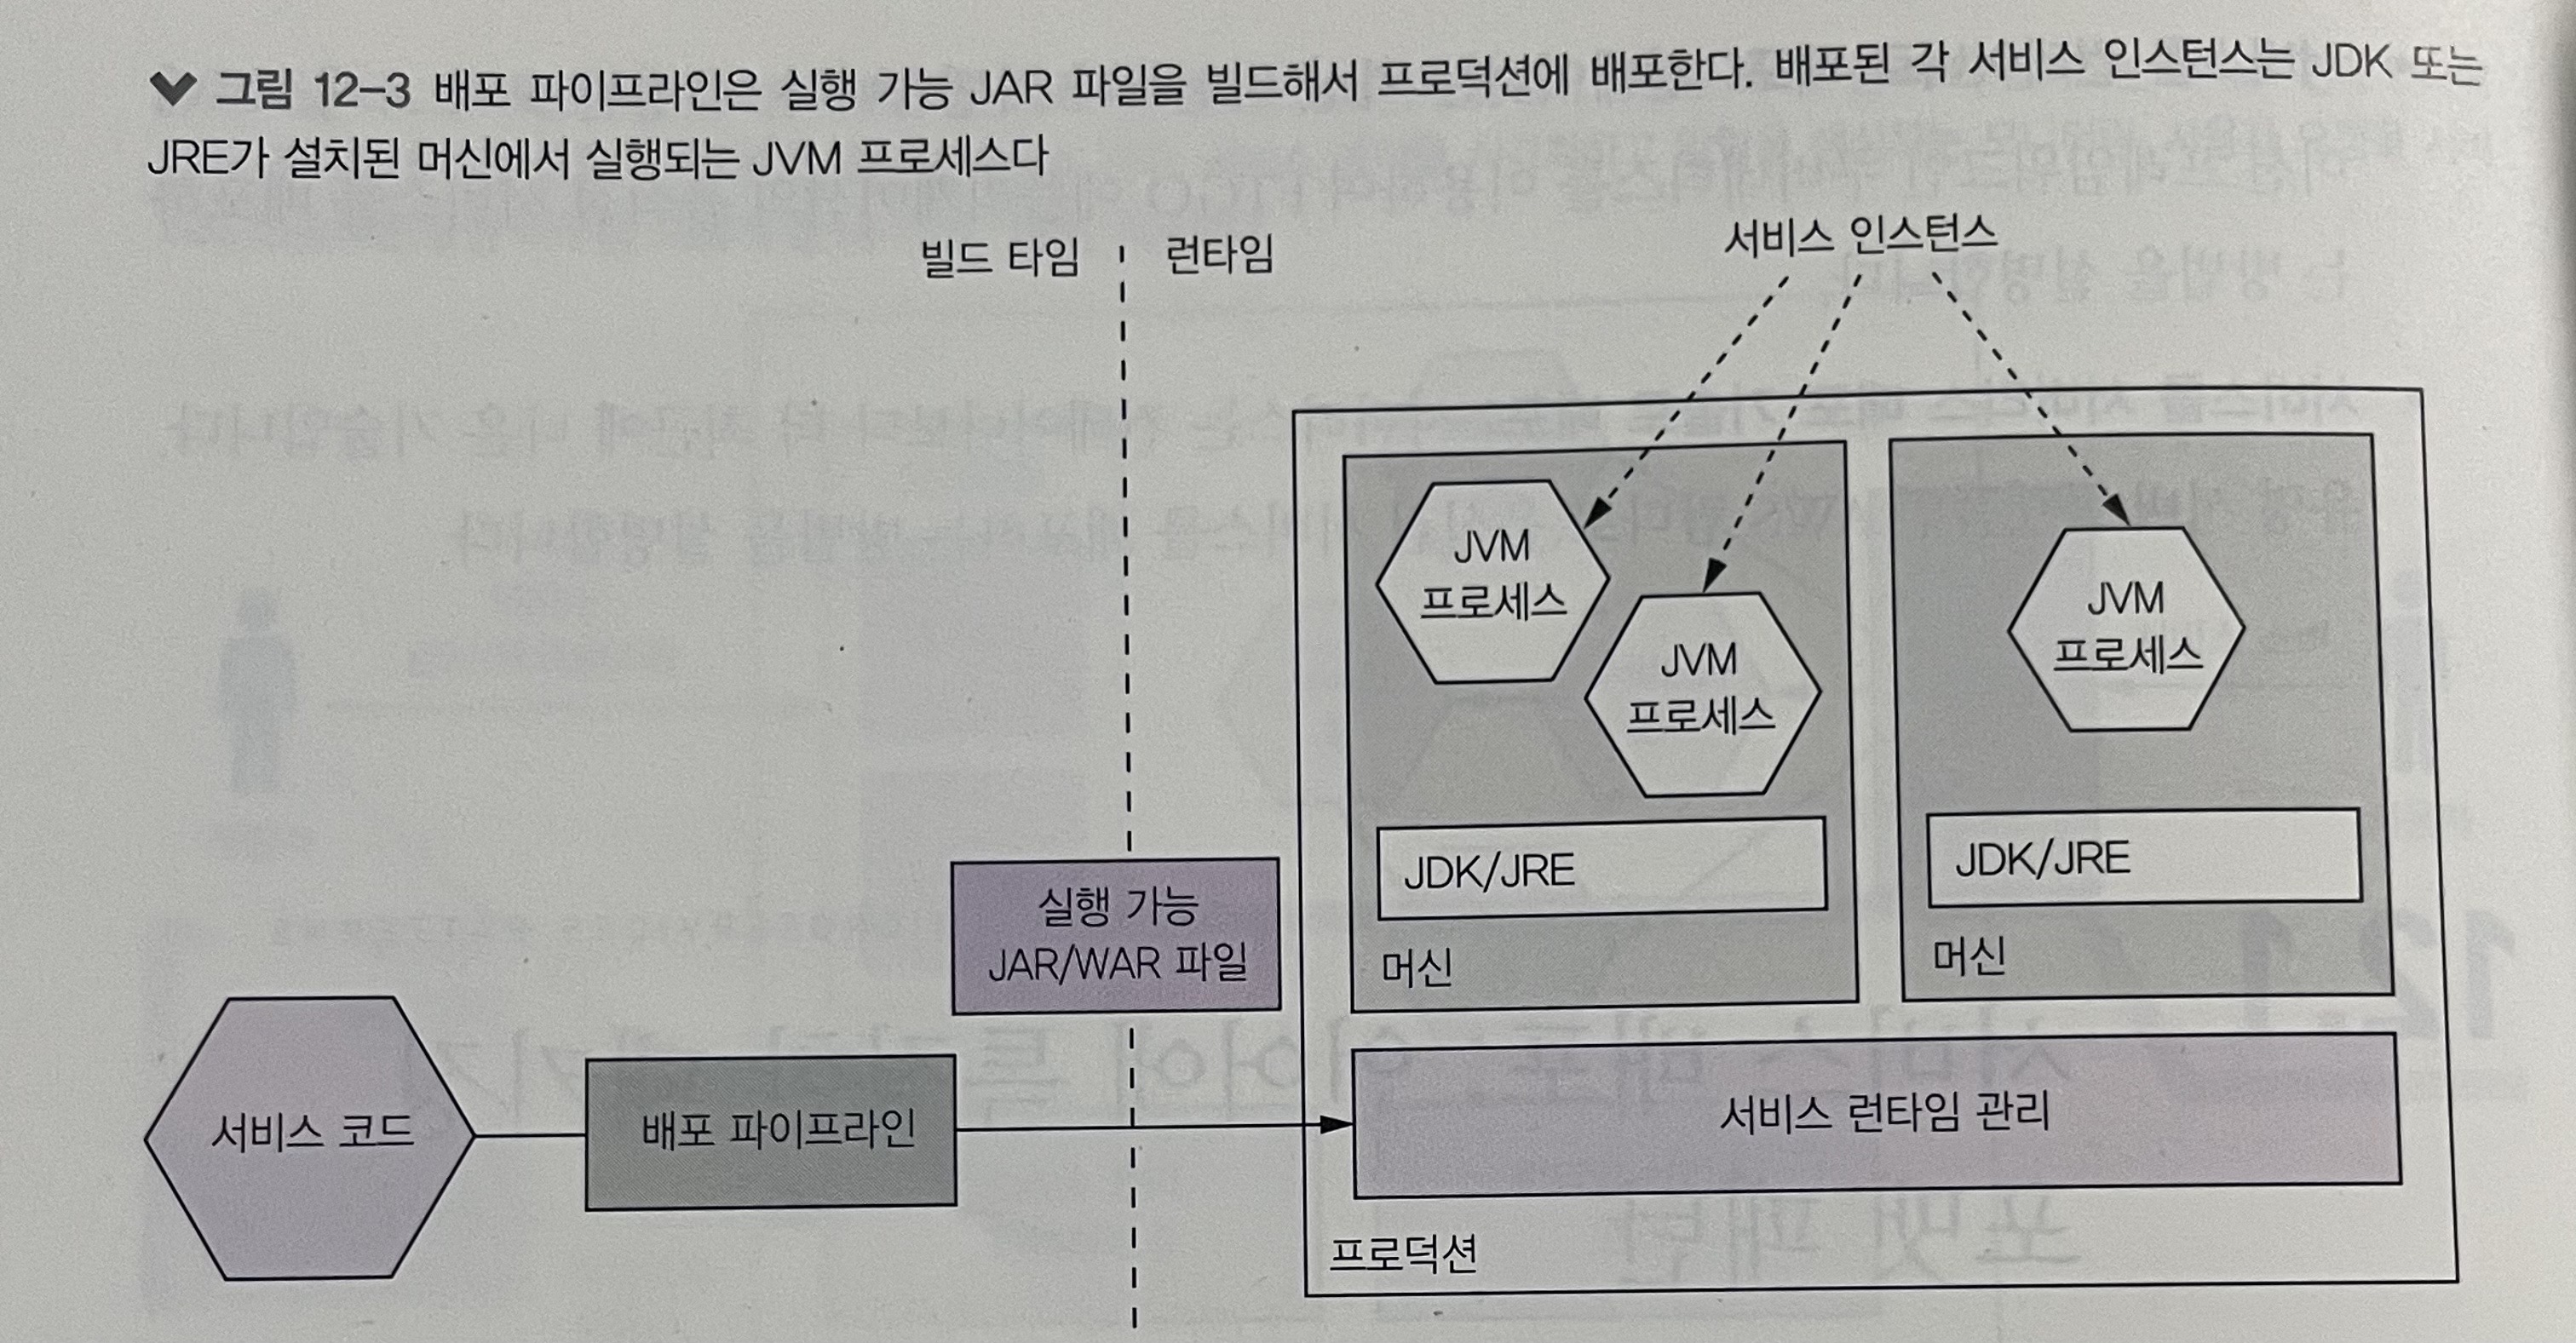 그림 12-3 배포 파이프라인은 실행 가능 JAR 파일을 빌드해서 프로덕션에 배포한다. 배포된 각 서비스 인스턴스는 JDK 또는
JRE가 설치된 머신에서 실행되는 JVM 프로세스다
빌드 타임
런타임
서비스 인스턴스
JVM
프로세스
JVM
프로세스
JVM
프로세스
JDK/JRE
머신
JDK/JRE
머신
실행 가능
JAR/WAR 파일
서비스 코드
배포 파이프라인
서비스 런타임 관리
프로덕션